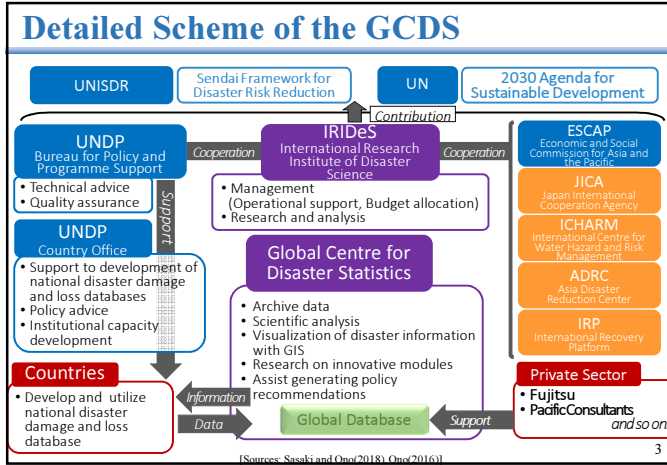 Detailed Scheme of the GCDS
UNISDR
Sendai Framework for
Disaster Risk Reduction
UN
2030 Agenda for
Sustainable Development
Contribution
UNDP
Bureau for Policy and
Programme Support
• Technical advice
• Quality assurance
Cooperation
IRIDeS
International Research
Institute of Disaster
Science
• Management
(Operational support, Budget allocation)
• Research and analysis
Cooperation
ESCAP
Economic and Social
Commission for Asia and
the Pacific
JICA
Japan International
Cooperation Agency
ICHARM
International Centre for
Water Hazard and Risk
Management
ADRC
Asia Disaster
Reduction Center
IRP
International Recovery
Platform
Support
UNDP
Country Office
• Support to development of
national disaster damage
and loss databases
• Policy advice
• Institutional capacity
development
Global Centre for
Disaster Statistics
• Archive data
• Scientific analysis
• Visualization of disaster information
with GIS
• Research on innovative modules
• Assist generating policy
recommendations
Global Database
Countries
• Develop and utilize
national disaster
damage and loss
database
Information
Data
Support
Private Sector
• Fujitsu
• Pacific Consultants
and so on
3
[Sources: Sasaki and Ono(2018), Ono(2016)]